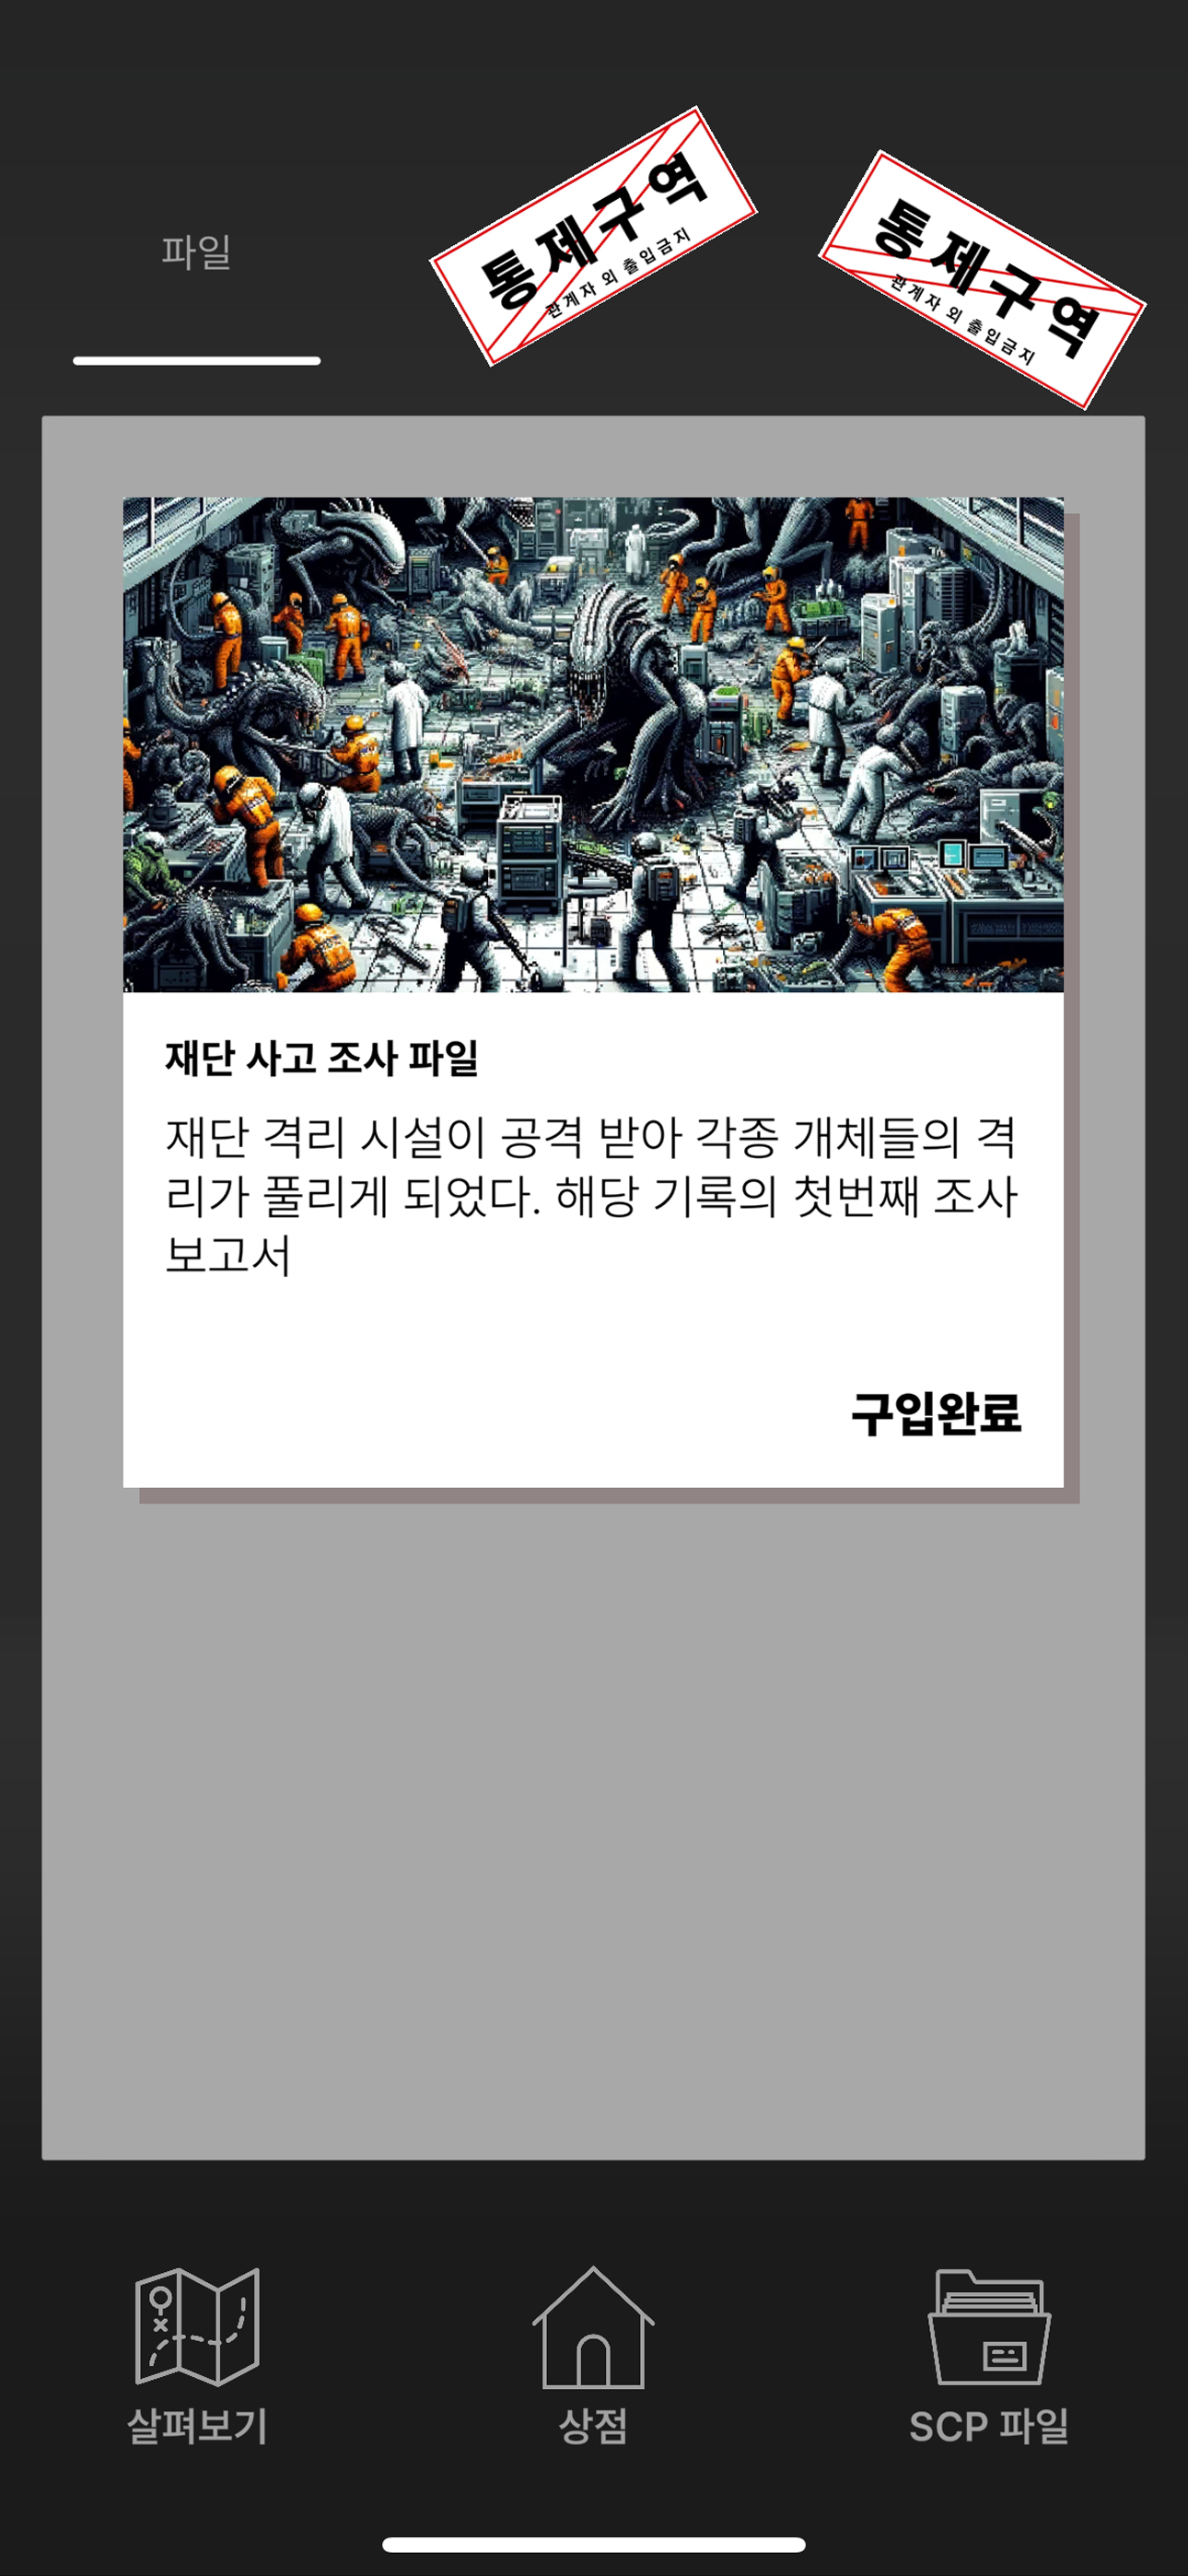 파일
통제구역
관계자 외 출입금지
통제구역
관계자 외 출입금지
재단 사고 조사 파일
재단 격리 시설이 공격 받아 각종 개체들의 격
리가 풀리게 되었다. 해당 기록의 첫번째 조사
보고서
구입완료
살펴보기
상점
SCP 파일